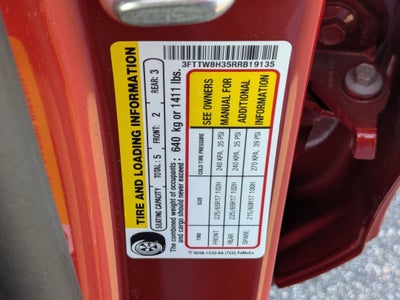 3FTTW8H35RRB19135
TIRE AND LOADING INFORMATION
SEATING CAPACITY TOTAL: 5 FRONT: 2 REAR: 3
The combined weight of occupants and cargo should never exceed: 640 kg or 1411 lbs.
TIRE SIZE COLD TIRE PRESSURE
FRONT 225/65R17 102H 240 KPA, 35 PSI
REAR 225/65R17 102H 240 KPA, 35 PSI
SPARE 215/65R17 100H 270 KPA, 39 PSI
SEE OWNERS
MANUAL FOR
ADDITIONAL
INFORMATION